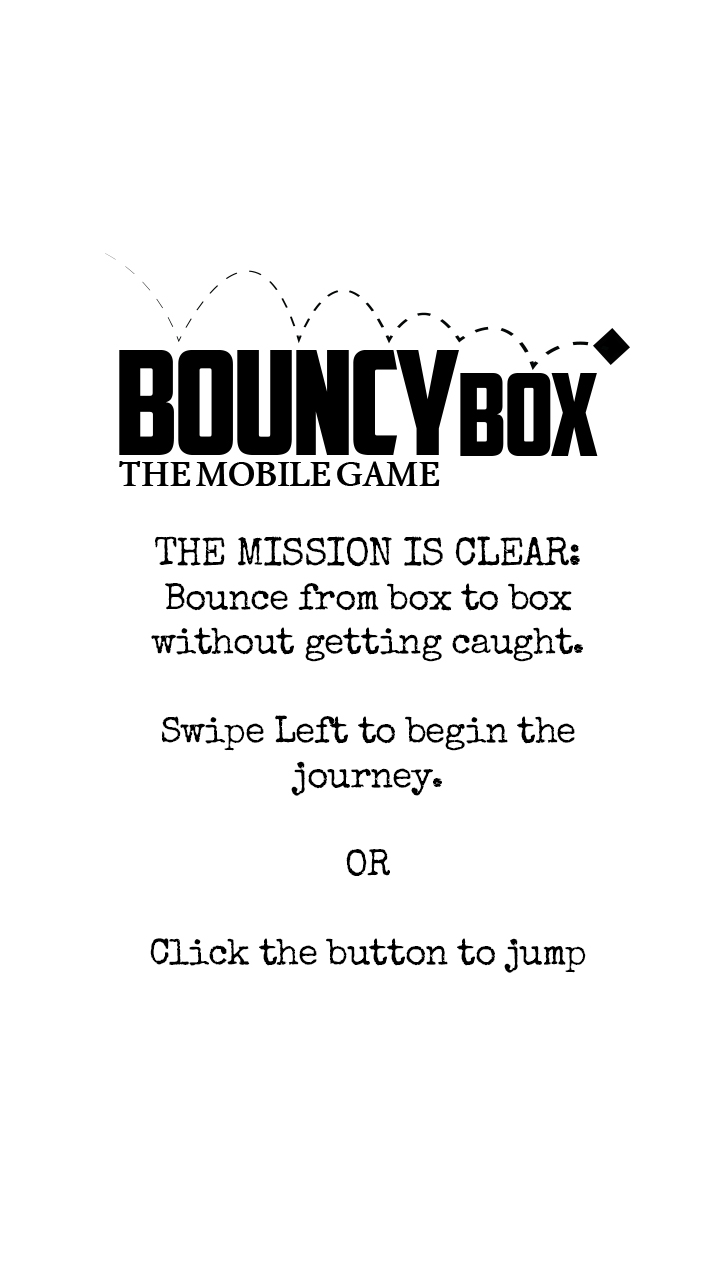 BOUNCY BOX
THE MOBILE GAME
THE MISSION IS CLEAR:
Bounce from box to box
without getting caught.
Swipe Left to begin the
journey.
OR
Click the button to jump